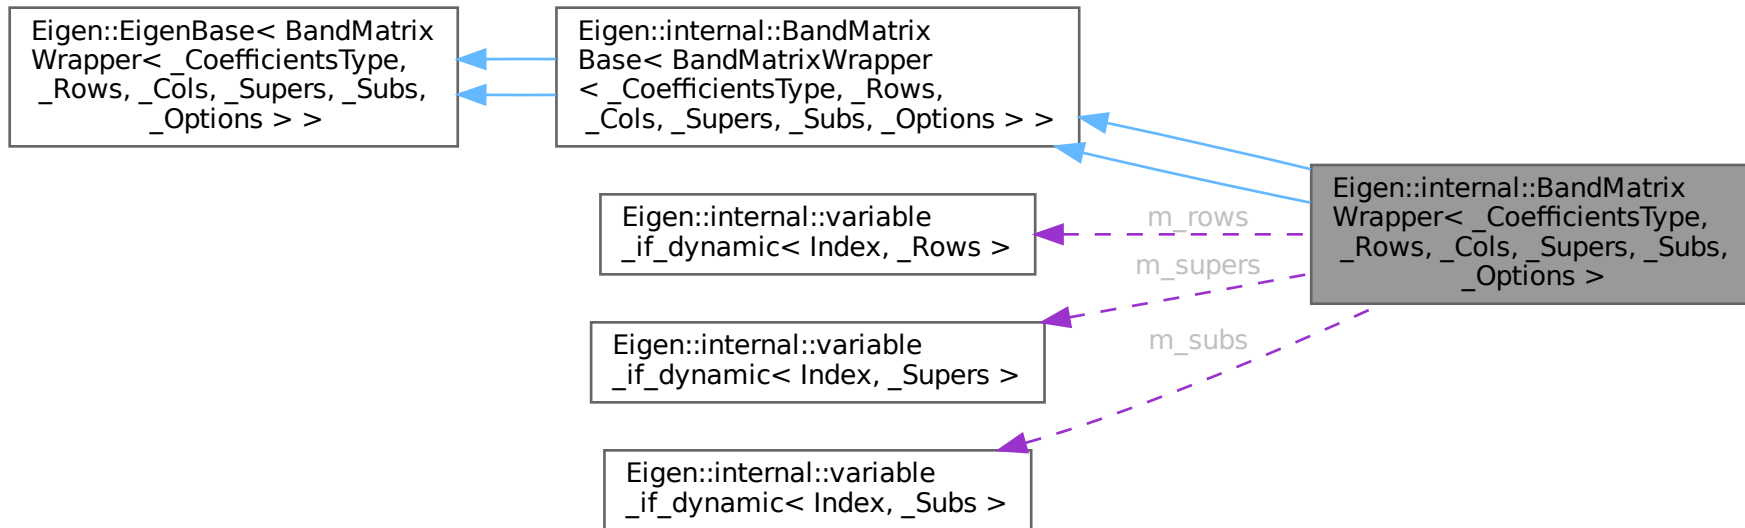 Eigen::EigenBase< BandMatrix
Wrapper< _CoefficientsType,
_Rows, _Cols, _Supers, _Subs,
_Options > >
Eigen::internal::BandMatrix
Base< BandMatrixWrapper
< _CoefficientsType, _Rows,
_Cols, _Supers, _Subs, _Options > >
Eigen::internal::variable
_if_dynamic< Index, _Rows >
Eigen::internal::variable
_if_dynamic< Index, _Supers >
Eigen::internal::variable
_if_dynamic< Index, _Subs >
m_rows
m_supers
m_subs
Eigen::internal::BandMatrix
Wrapper< _CoefficientsType,
_Rows, _Cols, _Supers, _Subs,
_Options >